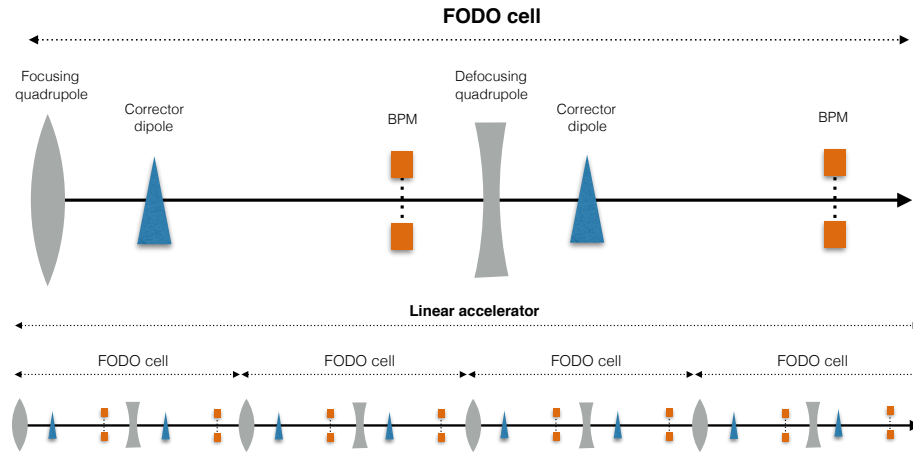 FODO cell
Focusing
quadrupole
Corrector
dipole
BPM
Defocusing
quadrupole
Corrector
dipole
BPM
Linear accelerator
FODO cell
FODO cell
FODO cell
FODO cell